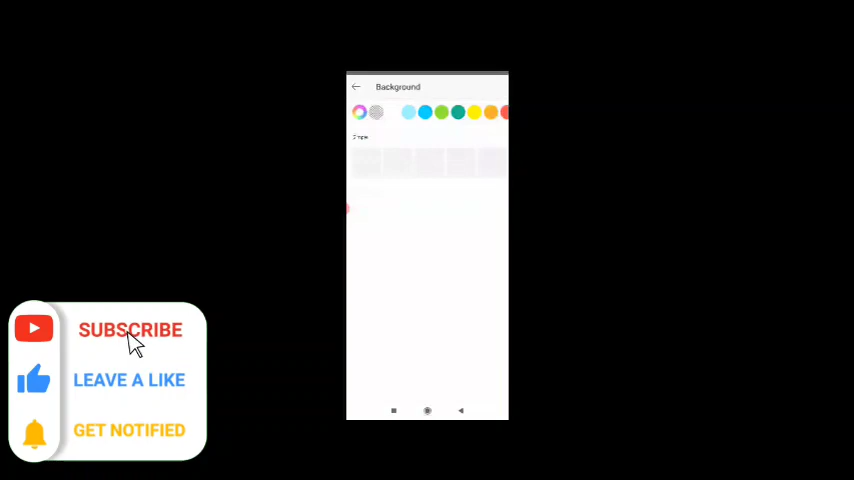 Background
SUBSCRIBE
LEAVE A LIKE
GET NOTIFIED